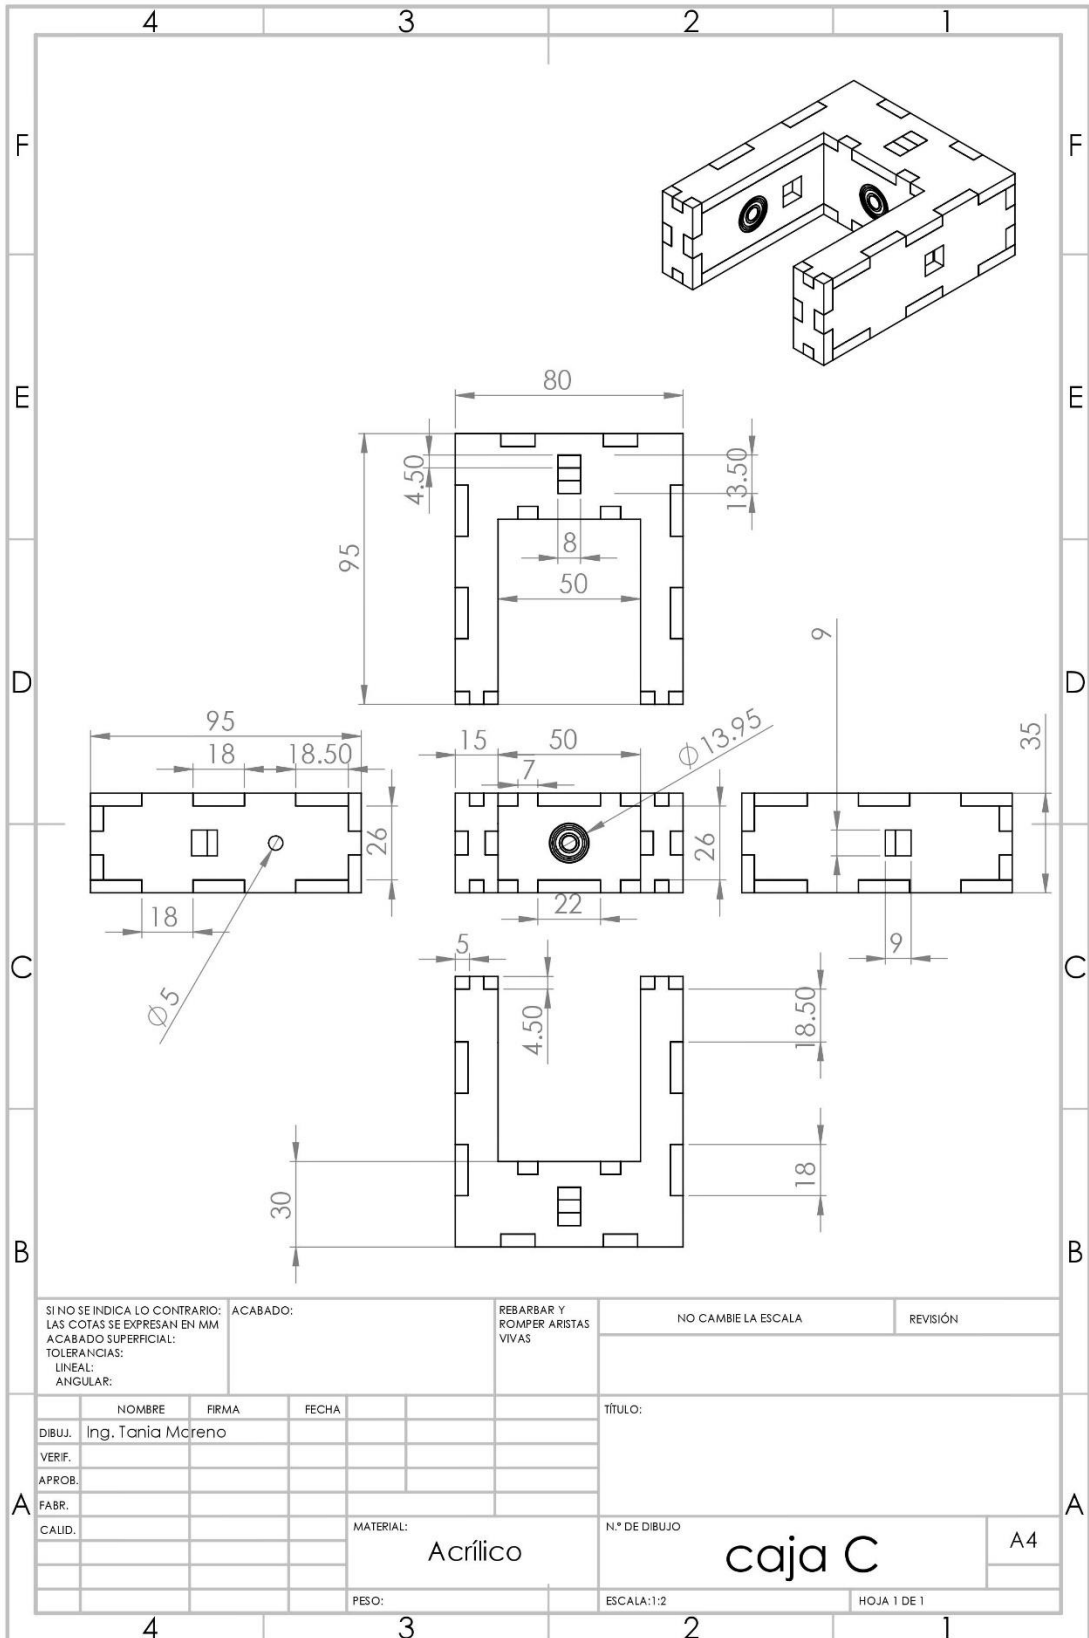 4 3 2 1
F F
E E
80
4.50
13.50
95
8
50
9
D D
95
15 50
Ø 13.95
35
18 18.50
7
26
26
18
22
5
9
C C
Ø 5
4.50
18.50
30
18
B B
SI NO SE INDICA LO CONTRARIO:
LAS COTAS SE EXPRESAN EN MM
ACABADO SUPERFICIAL:
TOLERANCIAS:
LINEAL:
ANGULAR:
ACABADO:
REBARBAR Y
ROMPER ARISTAS
VIVAS
NO CAMBIE LA ESCALA
REVISIÓN
NOMBRE FIRMA FECHA
TÍTULO:
DIBUJ. Ing. Tania Moreno
VERIF.
APROB.
FABR.
A A
CALID.
MATERIAL:
Acrílico
N.º DE DIBUJO
caja C
A4
PESO:
ESCALA:1:2
HOJA 1 DE 1
4 3 2 1